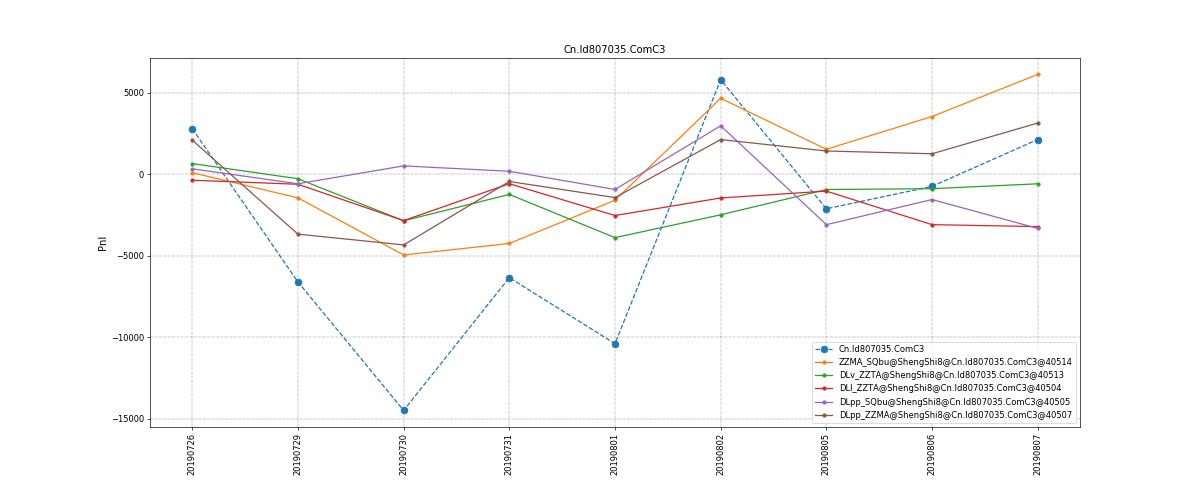 Cn.Id807035.ComC3
PnI
5000
0
−5000
−10000
−15000
20190726
20190729
20190730
20190731
20190801
20190802
20190805
20190806
20190807
Cn.Id807035.ComC3
ZZMA_SQbu@ShengShi8@Cn.Id807035.ComC3@40514
DLv_ZZTA@ShengShi8@Cn.Id807035.ComC3@40513
DLl_ZZTA@ShengShi8@Cn.Id807035.ComC3@40504
DLpp_SQbu@ShengShi8@Cn.Id807035.ComC3@40505
DLpp_ZZMA@ShengShi8@Cn.Id807035.ComC3@40507